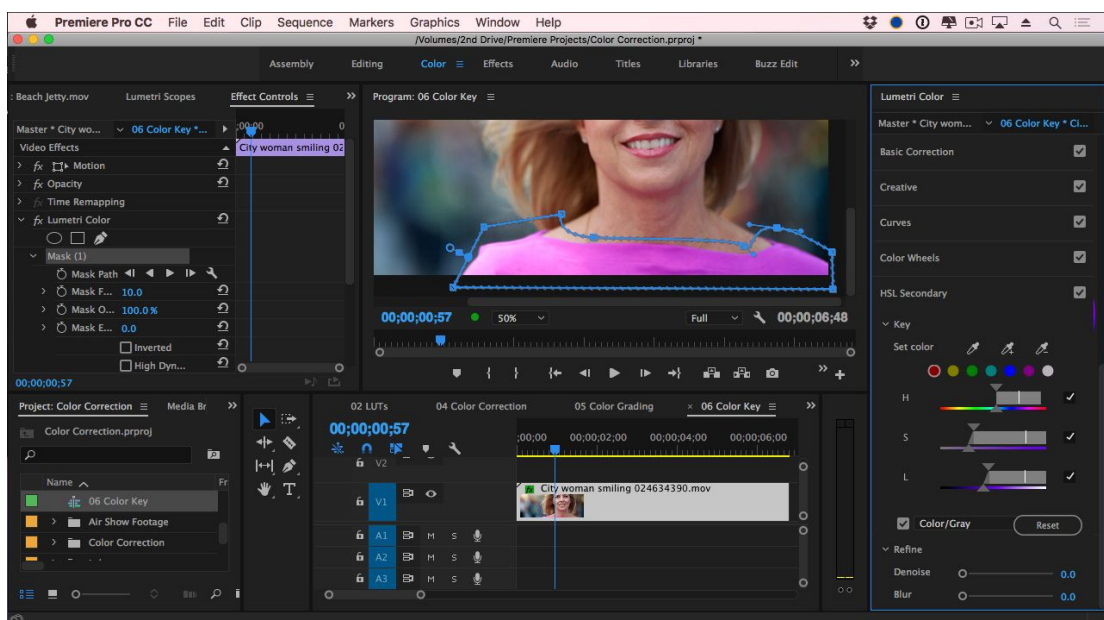 Premiere Pro CC File Edit Clip Sequence Markers Graphics Window Help
/Volumes/2nd Drive/Premiere Projects/Color Correction.prproj *
Assembly Editing Color Effects Audio Titles Libraries Buzz Edit
: Beach Jetty.mov Lumetri Scopes Effect Controls
Master * City wo... 06 Color Key *... ;00;00 0
Video Effects City woman smiling 02
fx Motion
fx Opacity
fx Time Remapping
fx Lumetri Color
Mask (1)
Mask Path
Mask F... 10.0
Mask O... 100.0 %
Mask E... 0.0
Inverted
High Dyn...
00;00;00;57
Program: 06 Color Key
00;00;00;57 50% Full 00;00;06;48
Project: Color Correction Media Br
Color Correction.prproj
Name Fr
06 Color Key
Air Show Footage
Color Correction
02 LUTs 04 Color Correction 05 Color Grading × 06 Color Key
00;00;00;57
;00;00 00;00;02;00 00;00;04;00 00;00;06;00
V2
V1 fx City woman smiling 024634390.mov
A1 M S
A2 M S
A3 M S
Lumetri Color
Master * City wom... 06 Color Key * Ci...
Basic Correction
Creative
Curves
Color Wheels
HSL Secondary
Key
Set color
H
S
L
Color/Gray Reset
Refine
Denoise 0.0
Blur 0.0